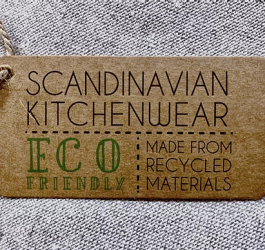 SCANDINAVIAN
KITCHENWEAR
ECO
FRIENDLY
MADE FROM
RECYCLED
MATERIALS